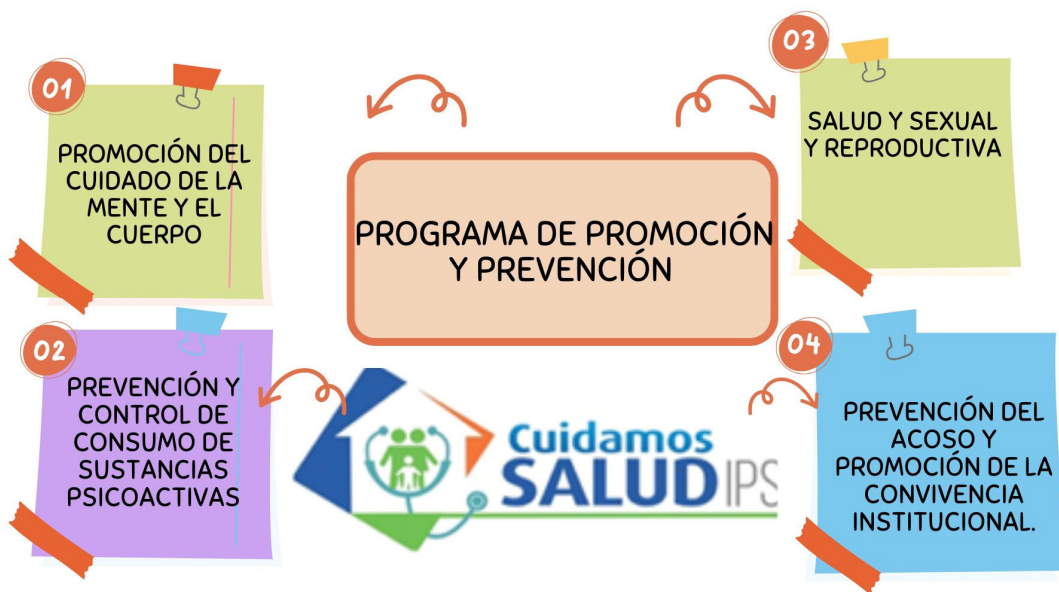 01
PROMOCIÓN DEL
CUIDADO DE LA
MENTE Y EL
CUERPO
02
PREVENCIÓN Y
CONTROL DE
CONSUMO DE
SUSTANCIAS
PSICOACTIVAS
PROGRAMA DE PROMOCIÓN
Y PREVENCIÓN
Cuidamos
SALUD IPS
03
SALUD Y SEXUAL
Y REPRODUCTIVA
04
PREVENCIÓN DEL
ACOSO Y
PROMOCIÓN DE LA
CONVIVENCIA
INSTITUCIONAL.